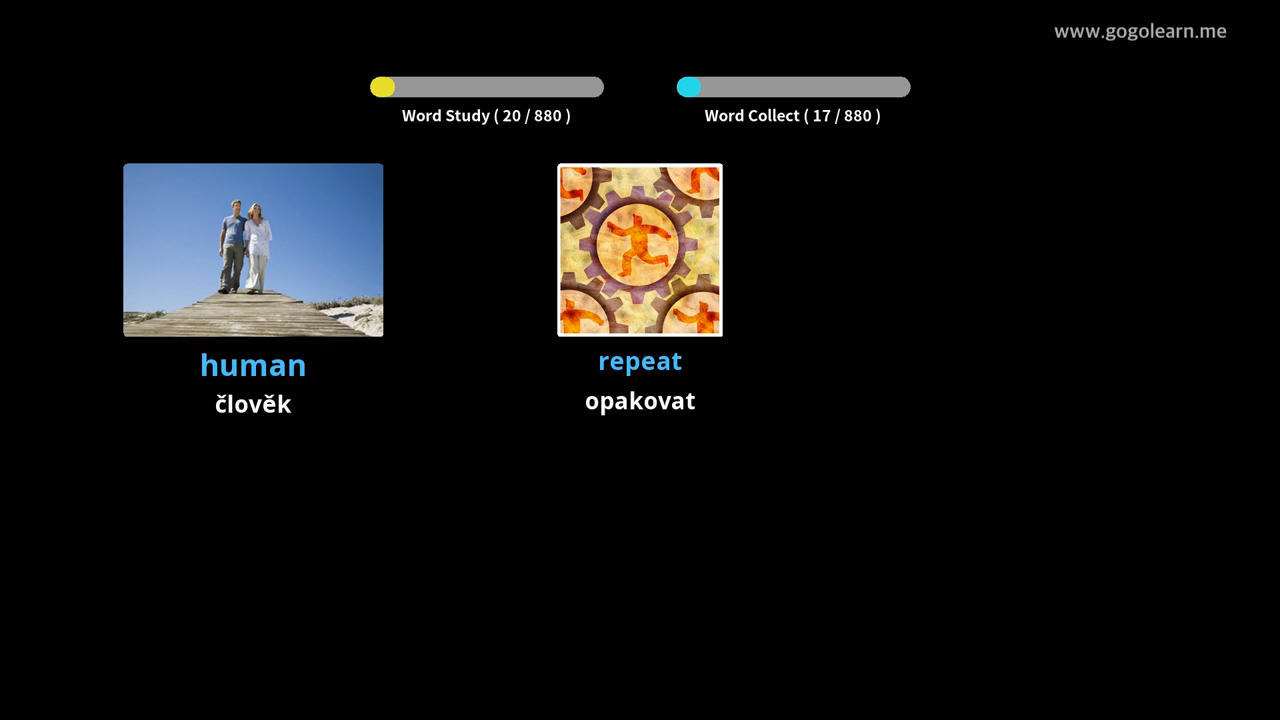 www.gogolearn.me
Word Study ( 20 / 880 )
Word Collect ( 17 / 880 )
human
člověk
repeat
opakovat